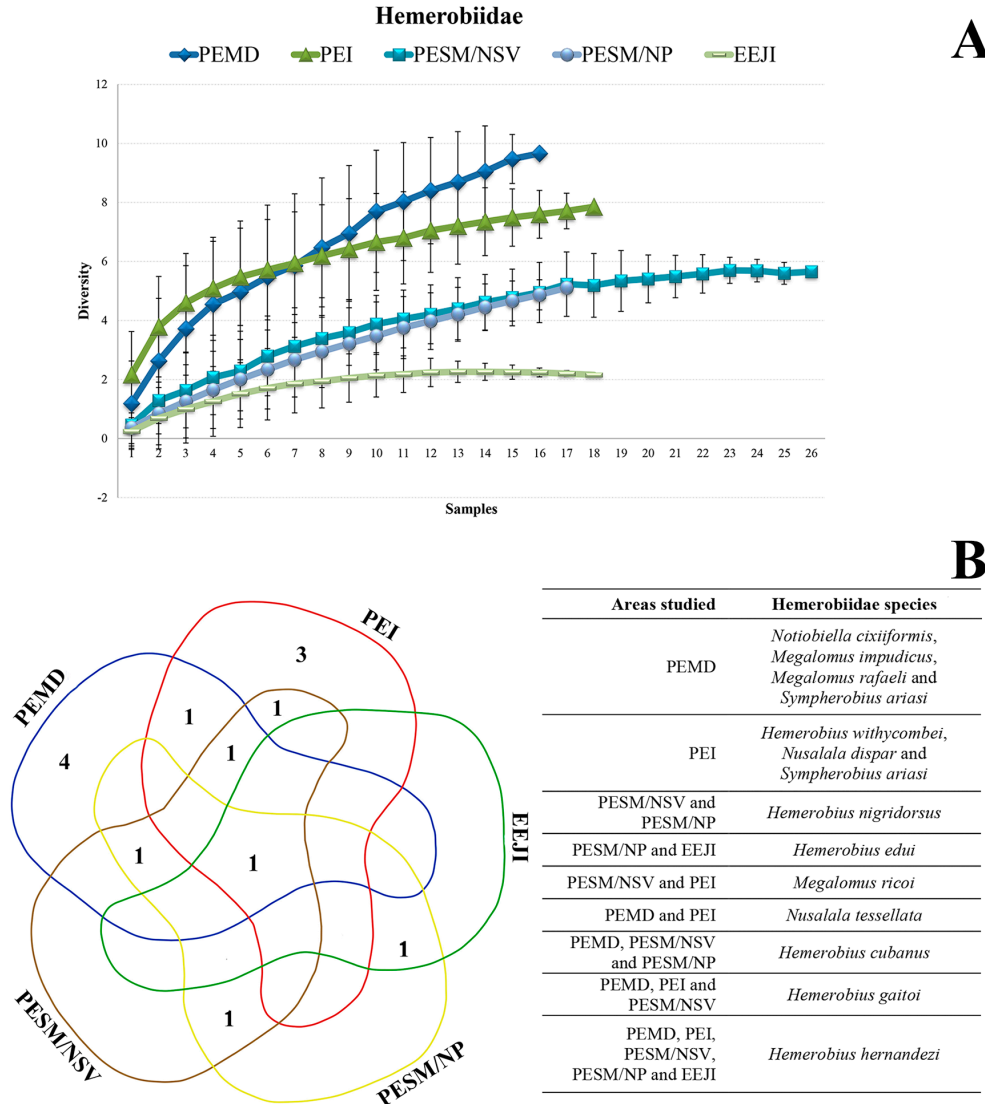 Hemerobiidae
A
PEMD PEI PESM/NSV PESM/NP EEJI
12
10
8
6
4
2
0
-2
Diversity
1 2 3 4 5 6 7 8 9 10 11 12 13 14 15 16 17 18 19 20 21 22 23 24 25 26
Samples
B
PEI
PEMD
EEJI
PESM/NSV
PESM/NP
3
1
1
1
4
1
1
1
1
Areas studied Hemerobiidae species
PEMD
Notiobiella cixiiformis,
Megalomus impudicus,
Megalomus rafaeli and
Sympherobius ariasi
PEI
Hemerobius withycombei,
Nusalala dispar and
Sympherobius ariasi
PESM/NSV and
PESM/NP
Hemerobius nigridorsus
PESM/NP and EEJI Hemerobius edui
PESM/NSV and PEI Megalomus ricoi
PEMD and PEI Nusalala tessellata
PEMD, PESM/NSV
and PESM/NP
Hemerobius cubanus
PEMD, PEI and
PESM/NSV
Hemerobius gaitoi
PEMD, PEI,
PESM/NSV,
PESM/NP and EEJI
Hemerobius hernandezi